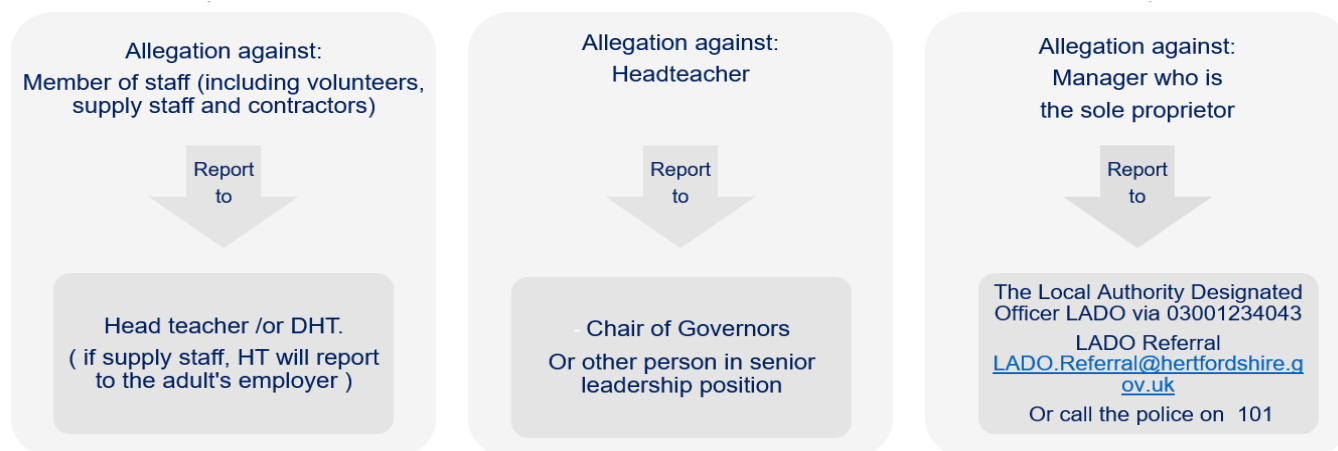 Allegation against:
Member of staff (including volunteers,
supply staff and contractors)
Report
to
Head teacher /or DHT.
( if supply staff, HT will report
to the adult's employer )
Allegation against:
Headteacher
Report
to
- Chair of Governors
Or other person in senior
leadership position
Allegation against:
Manager who is
the sole proprietor
Report
to
The Local Authority Designated
Officer LADO via 03001234043
LADO Referral
LADO.Referral@hertfordshire.g
ov.uk
Or call the police on 101